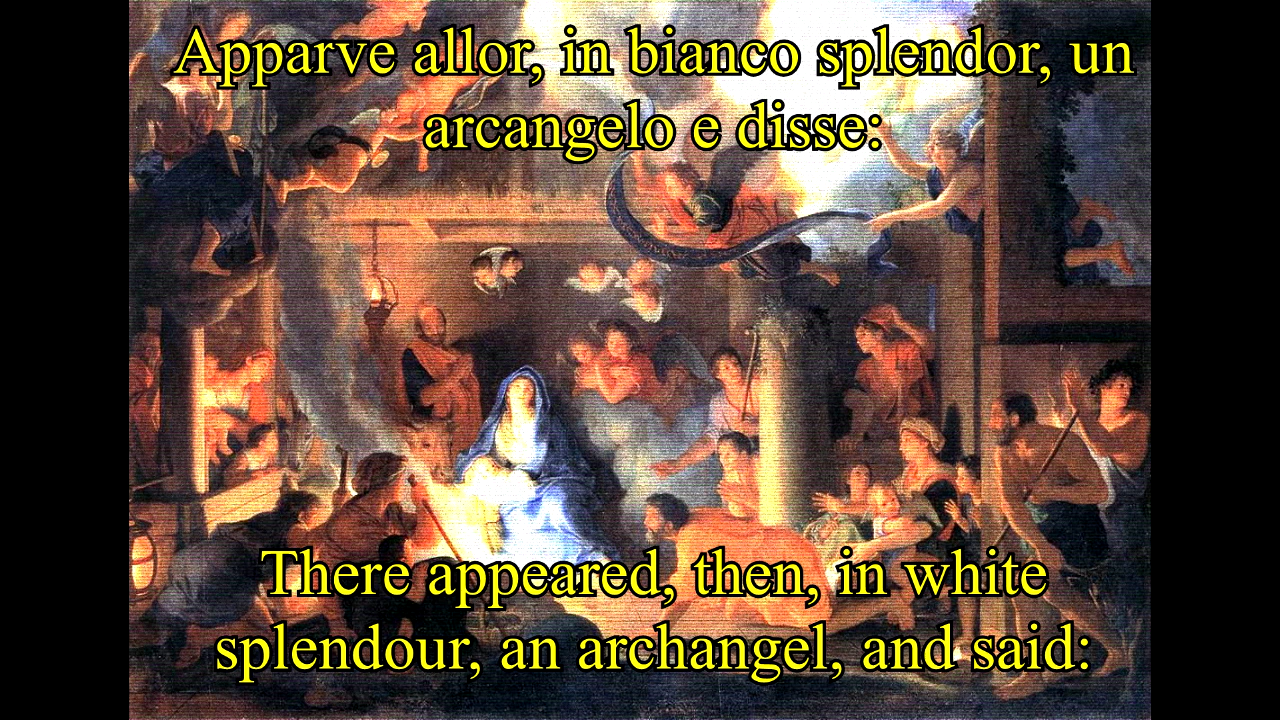 Apparve allor, in bianco splendor, un
arcangelo e disse:
There appeared, then, in white
splendour, an archangel, and said: